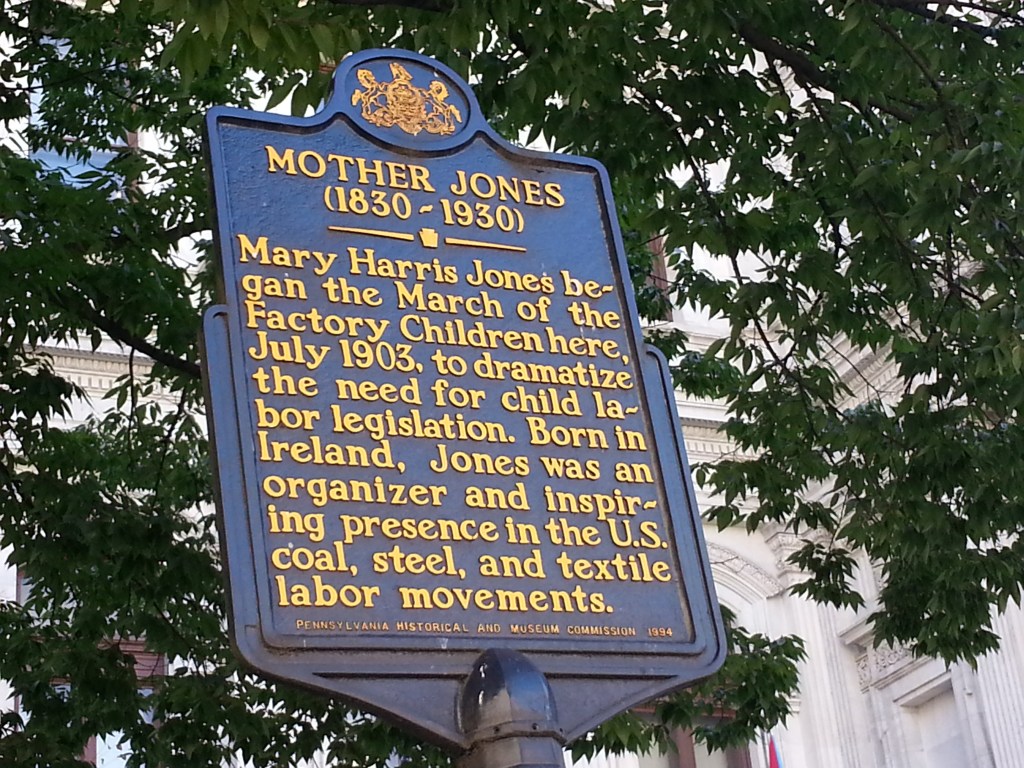 MOTHER JONES
(1830 - 1930)
Mary Harris Jones be-
gan the March of the
Factory Children here,
July 1903, to dramatize
the need for child la-
bor legislation. Born in
Ireland, Jones was an
organizer and inspir-
ing presence in the U.S.
coal, steel, and textile
labor movements.
PENNSYLVANIA HISTORICAL AND MUSEUM COMMISSION 1994